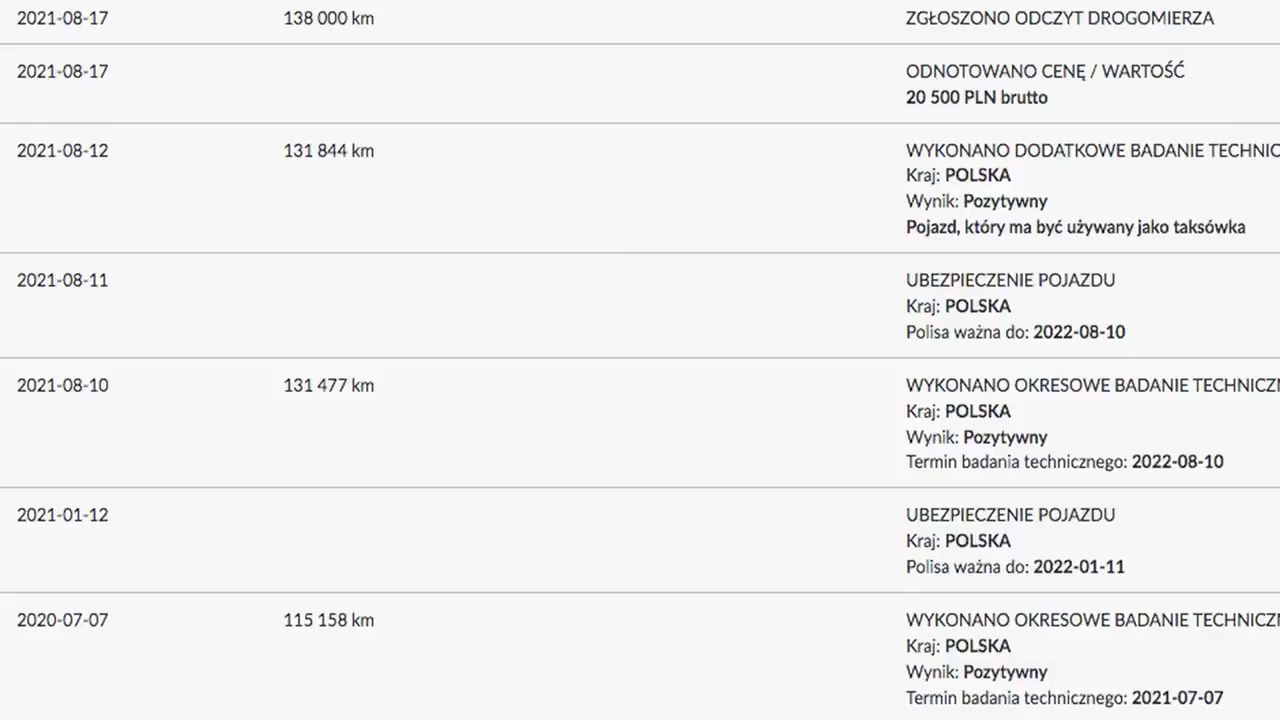 2021-08-17 138 000 km ZGŁOSZONO ODCZYT DROGOMIERZA
2021-08-17 ODNOTOWANO CENĘ / WARTOŚĆ
20 500 PLN brutto
2021-08-12 131 844 km WYKONANO DODATKOWE BADANIE TECHNIC
Kraj: POLSKA
Wynik: Pozytywny
Pojazd, który ma być używany jako taksówka
2021-08-11 UBEZPIECZENIE POJAZDU
Kraj: POLSKA
Polisa ważna do: 2022-08-10
2021-08-10 131 477 km WYKONANO OKRESOWE BADANIE TECHNICZN
Kraj: POLSKA
Wynik: Pozytywny
Termin badania technicznego: 2022-08-10
2021-01-12 UBEZPIECZENIE POJAZDU
Kraj: POLSKA
Polisa ważna do: 2022-01-11
2020-07-07 115 158 km WYKONANO OKRESOWE BADANIE TECHNICZN
Kraj: POLSKA
Wynik: Pozytywny
Termin badania technicznego: 2021-07-07